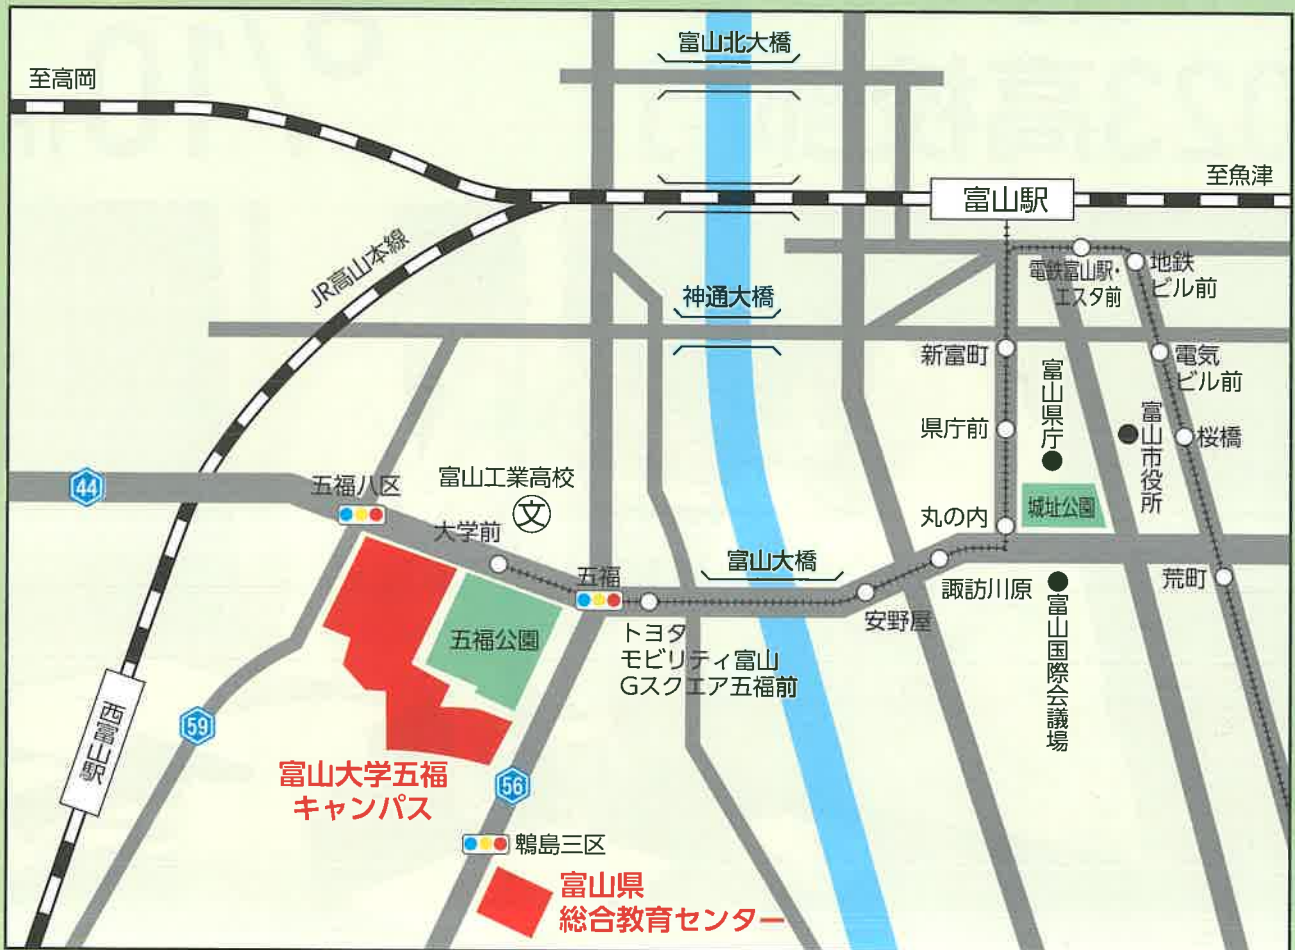 富山北大橋
至高岡
至魚津
富山駅
JR高山本線
電鉄富山駅・
エスタ前
地鉄
ビル前
神通大橋
新富町
電気
ビル前
富山県庁
県庁前
富山市役所
桜橋
44
五福八区
富山工業高校
文
大学前
丸の内
城址公園
富山大橋
五福
荒町
諏訪川原
安野屋
富山国際会議場
五福公園
トヨタ
モビリティ富山
Gスクエア五福前
西富山駅
59
富山大学五福
キャンパス
56
鵯島三区
富山県
総合教育センター